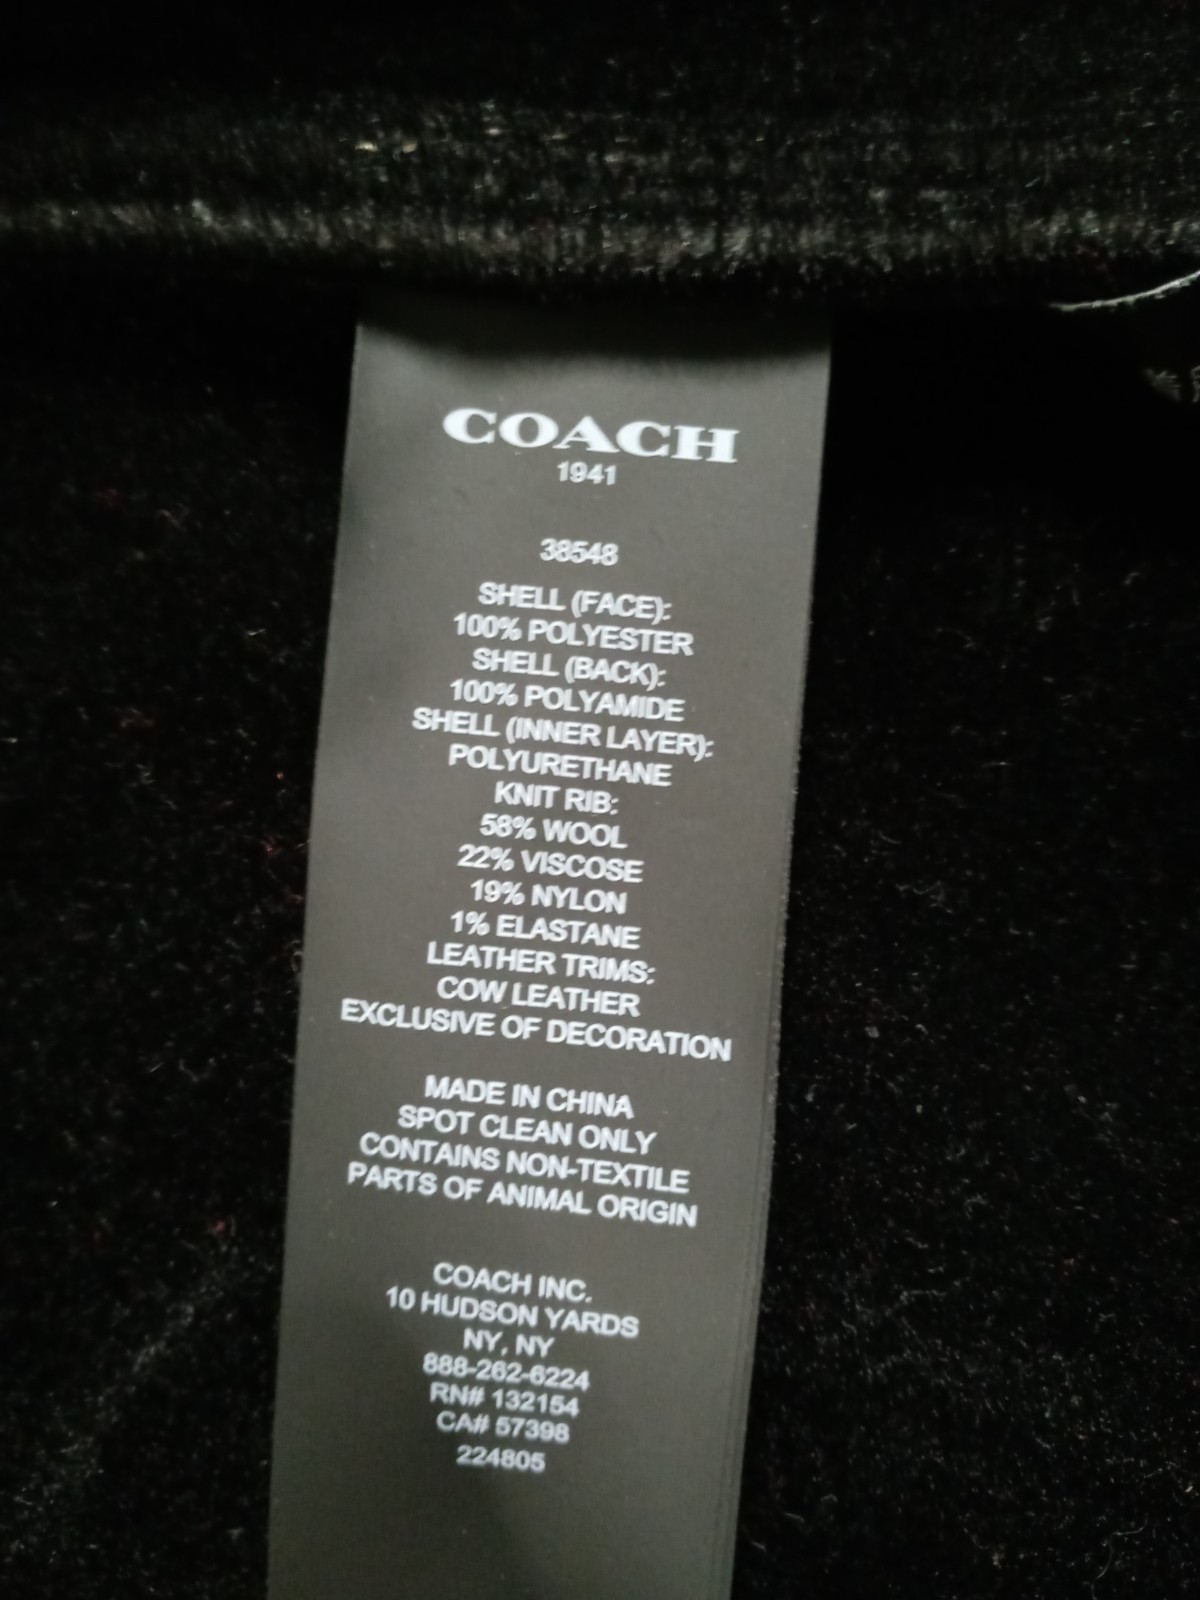 COACH
1941
38548
SHELL (FACE):
100% POLYESTER
SHELL (BACK):
100% POLYAMIDE
SHELL (INNER LAYER):
POLYURETHANE
KNIT RIB:
58% WOOL
22% VISCOSE
19% NYLON
1% ELASTANE
LEATHER TRIMS:
COW LEATHER
EXCLUSIVE OF DECORATION
MADE IN CHINA
SPOT CLEAN ONLY
CONTAINS NON-TEXTILE
PARTS OF ANIMAL ORIGIN
COACH INC.
10 HUDSON YARDS
NY, NY
888-262-6224
RN# 132154
CA# 57398
224805